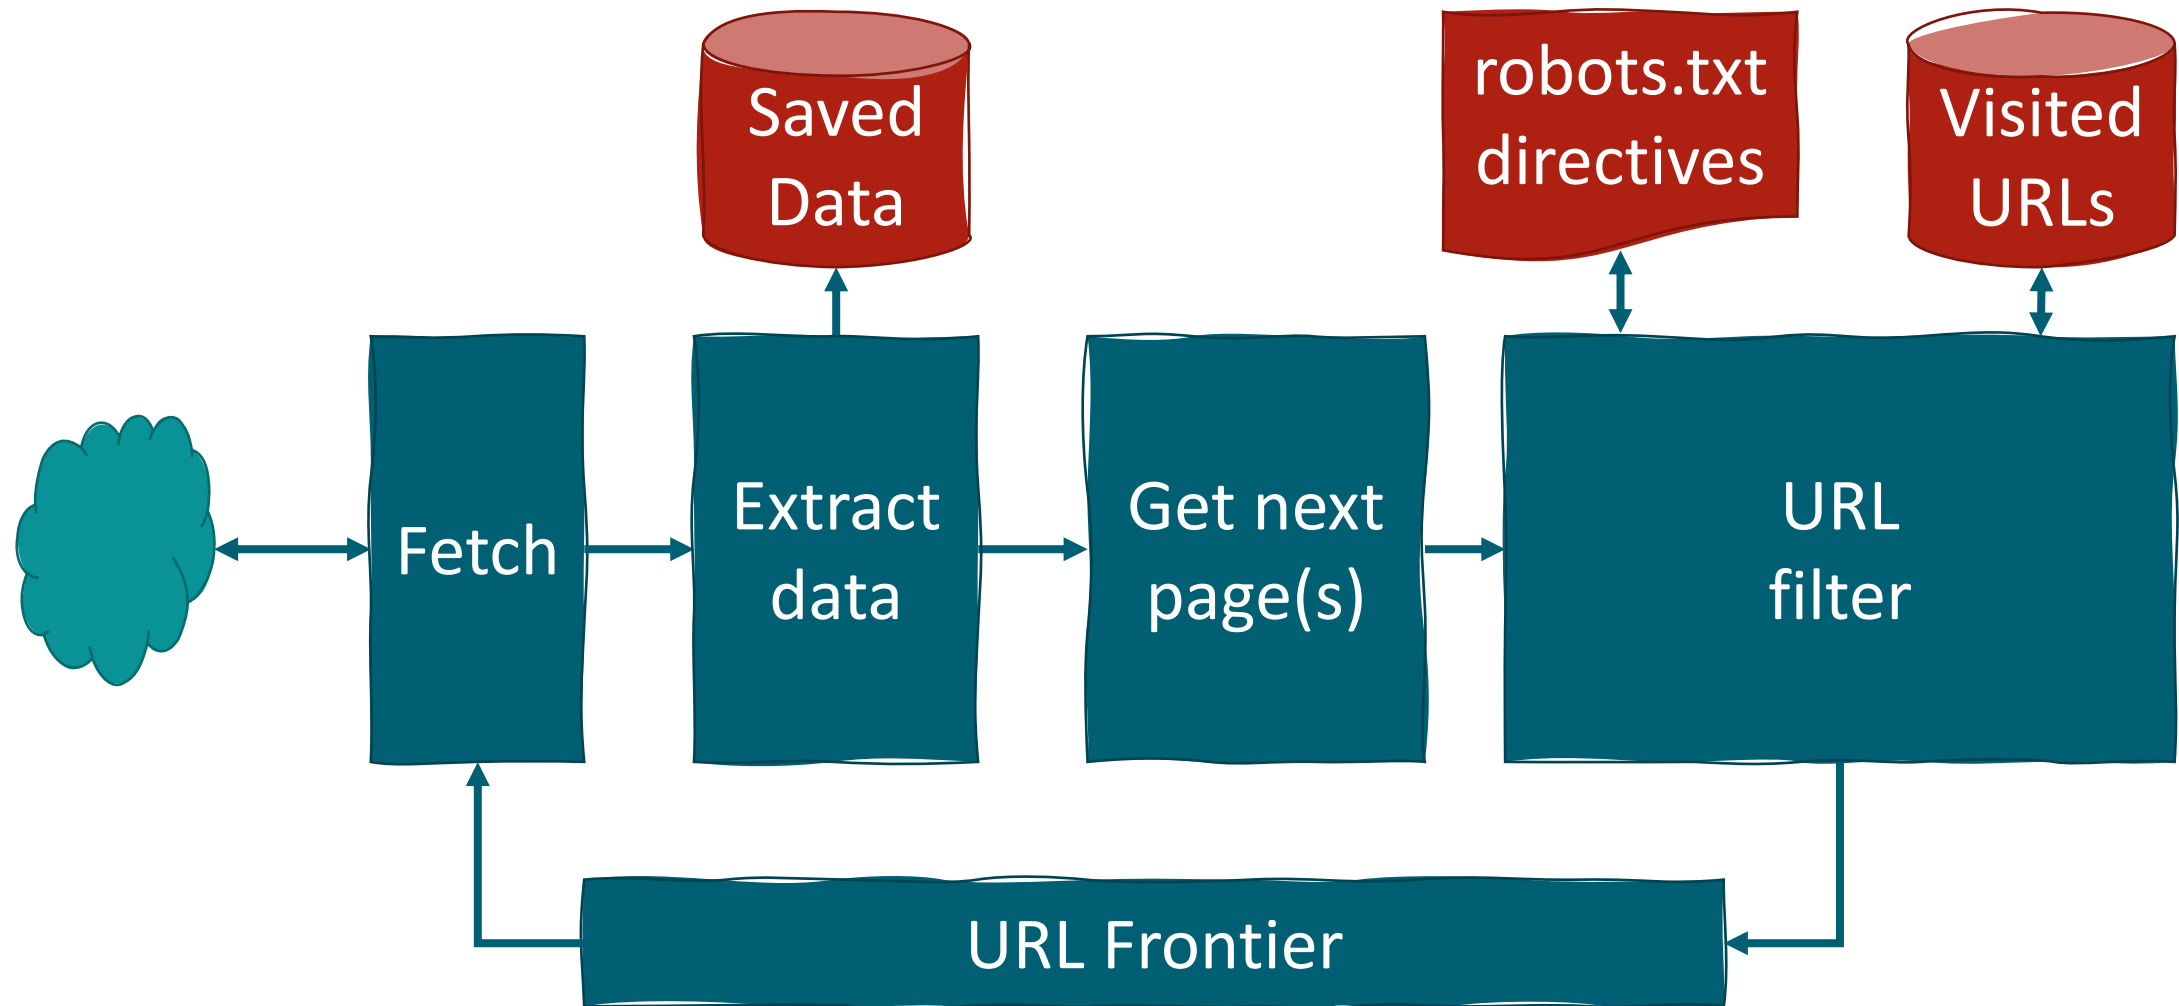 Saved
Data
robots.txt
directives
Visited
URLs
Fetch
Extract
data
Get next
page(s)
URL
filter
URL Frontier